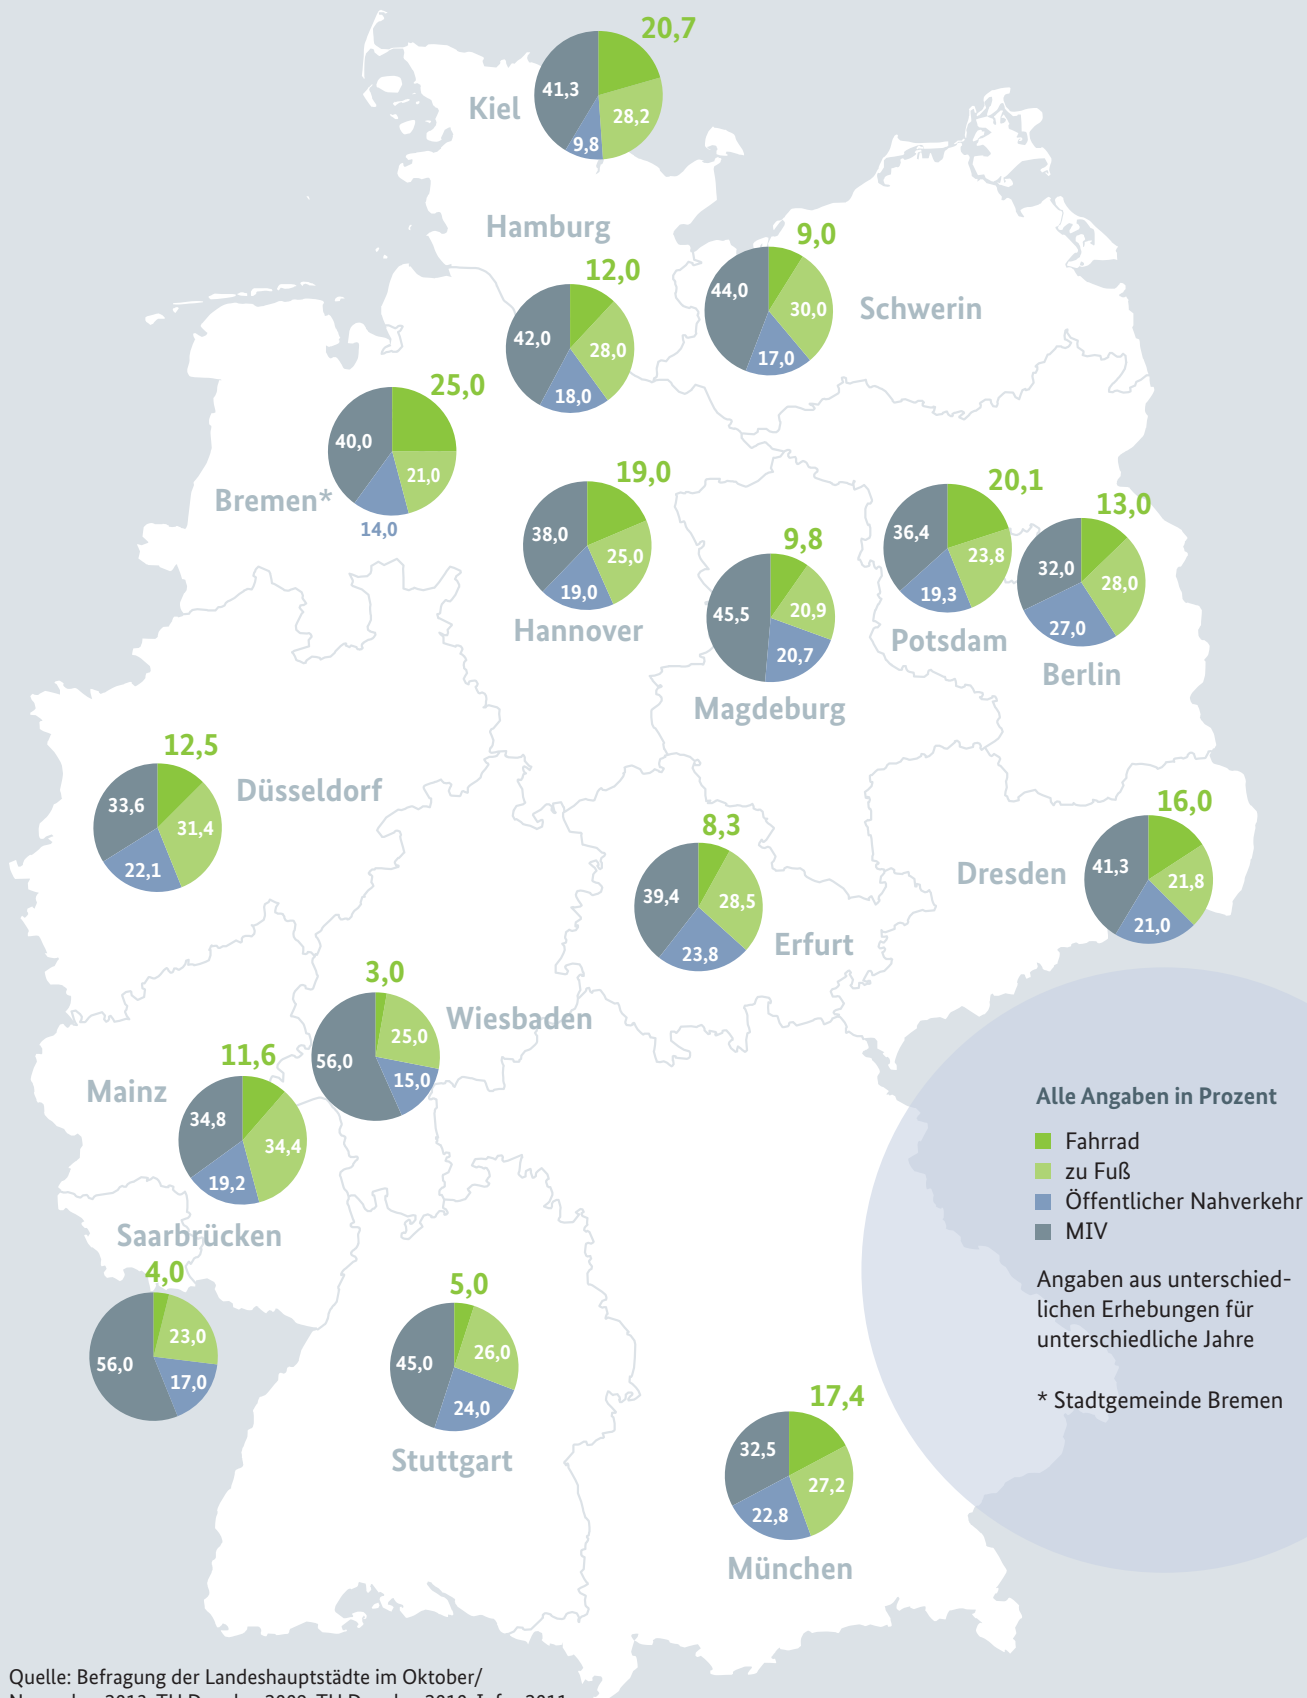 20,7
41,3
Kiel
28,2
9,8
Hamburg
12,0
42,0
28,0
18,0
9,0
44,0
30,0
Schwerin
17,0
25,0
40,0
21,0
Bremen*
14,0
19,0
38,0
25,0
19,0
Hannover
9,8
45,5
20,9
20,7
Magdeburg
20,1
36,4
23,8
19,3
Potsdam
13,0
32,0
28,0
27,0
Berlin
12,5
Düsseldorf
33,6
31,4
22,1
8,3
39,4
28,5
Erfurt
23,8
16,0
Dresden
41,3
21,8
21,0
3,0
Wiesbaden
56,0
25,0
15,0
11,6
Mainz
34,8
34,4
19,2
Saarbrücken
4,0
56,0
23,0
17,0
5,0
45,0
26,0
24,0
Stuttgart
17,4
32,5
27,2
22,8
München
Alle Angaben in Prozent
Fahrrad
zu Fuß
Öffentlicher Nahverkehr
MIV
Angaben aus unterschied-
lichen Erhebungen für
unterschiedliche Jahre
* Stadtgemeinde Bremen
Quelle: Befragung der Landeshauptstädte im Oktober/